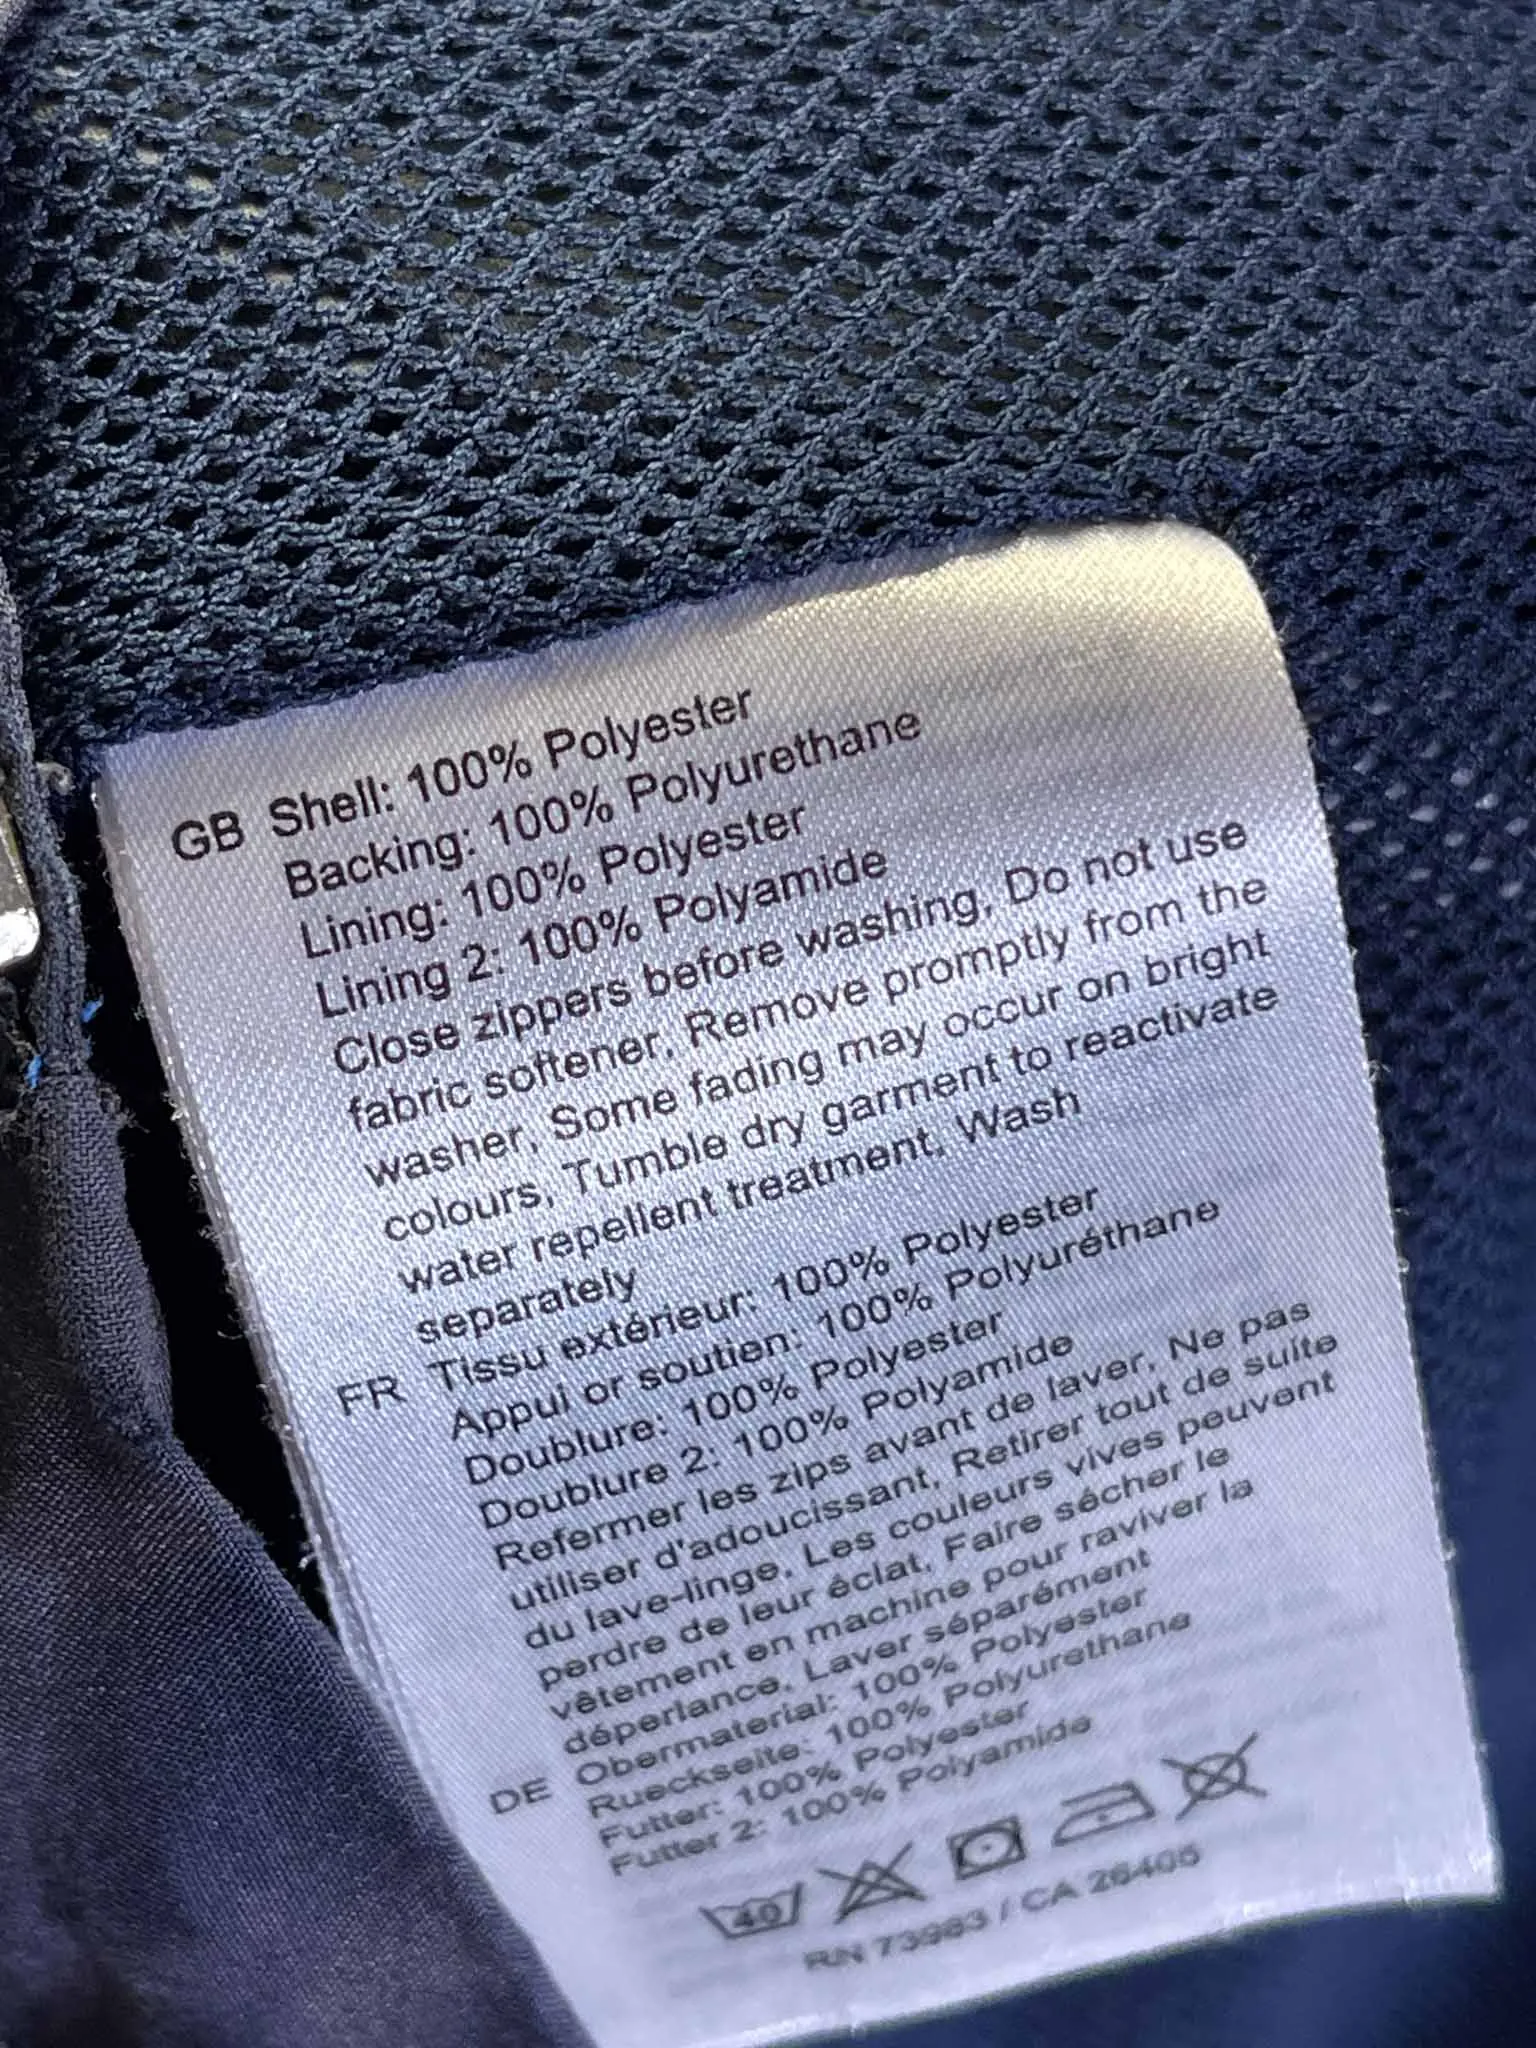 GB Shell: 100% Polyester
Backing: 100% Polyurethane
Lining: 100% Polyester
Lining 2: 100% Polyamide
Close zippers before washing, Do not use
fabric softener, Remove promptly from the
washer, Some fading may occur on bright
colours, Tumble dry garment to reactivate
water repellent treatment, Wash
separately
FR Tissu extérieur: 100% Polyester
Appui or soutien: 100% Polyuréthane
Doublure: 100% Polyester
Doublure 2: 100% Polyamide
Refermer les zips avant de laver, Ne pas
utiliser d'adoucissant, Retirer tout de suite
du lave-linge, Les couleurs vives peuvent
perdre de leur éclat, Faire sécher le
vêtement en machine pour raviver la
déperlance, Laver séparément
DE Obermaterial: 100% Polyester
Rueckseite: 100% Polyurethane
Futter: 100% Polyester
Futter 2: 100% Polyamide
40
RN 73983 / CA 26405